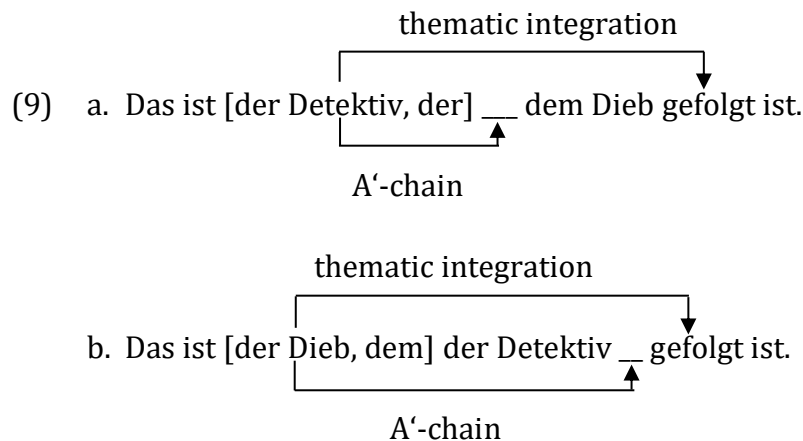 thematic integration
(9) a. Das ist [der Detektiv, der] __ dem Dieb gefolgt ist.
A‘-chain
thematic integration
b. Das ist [der Dieb, dem] der Detektiv __ gefolgt ist.
A‘-chain